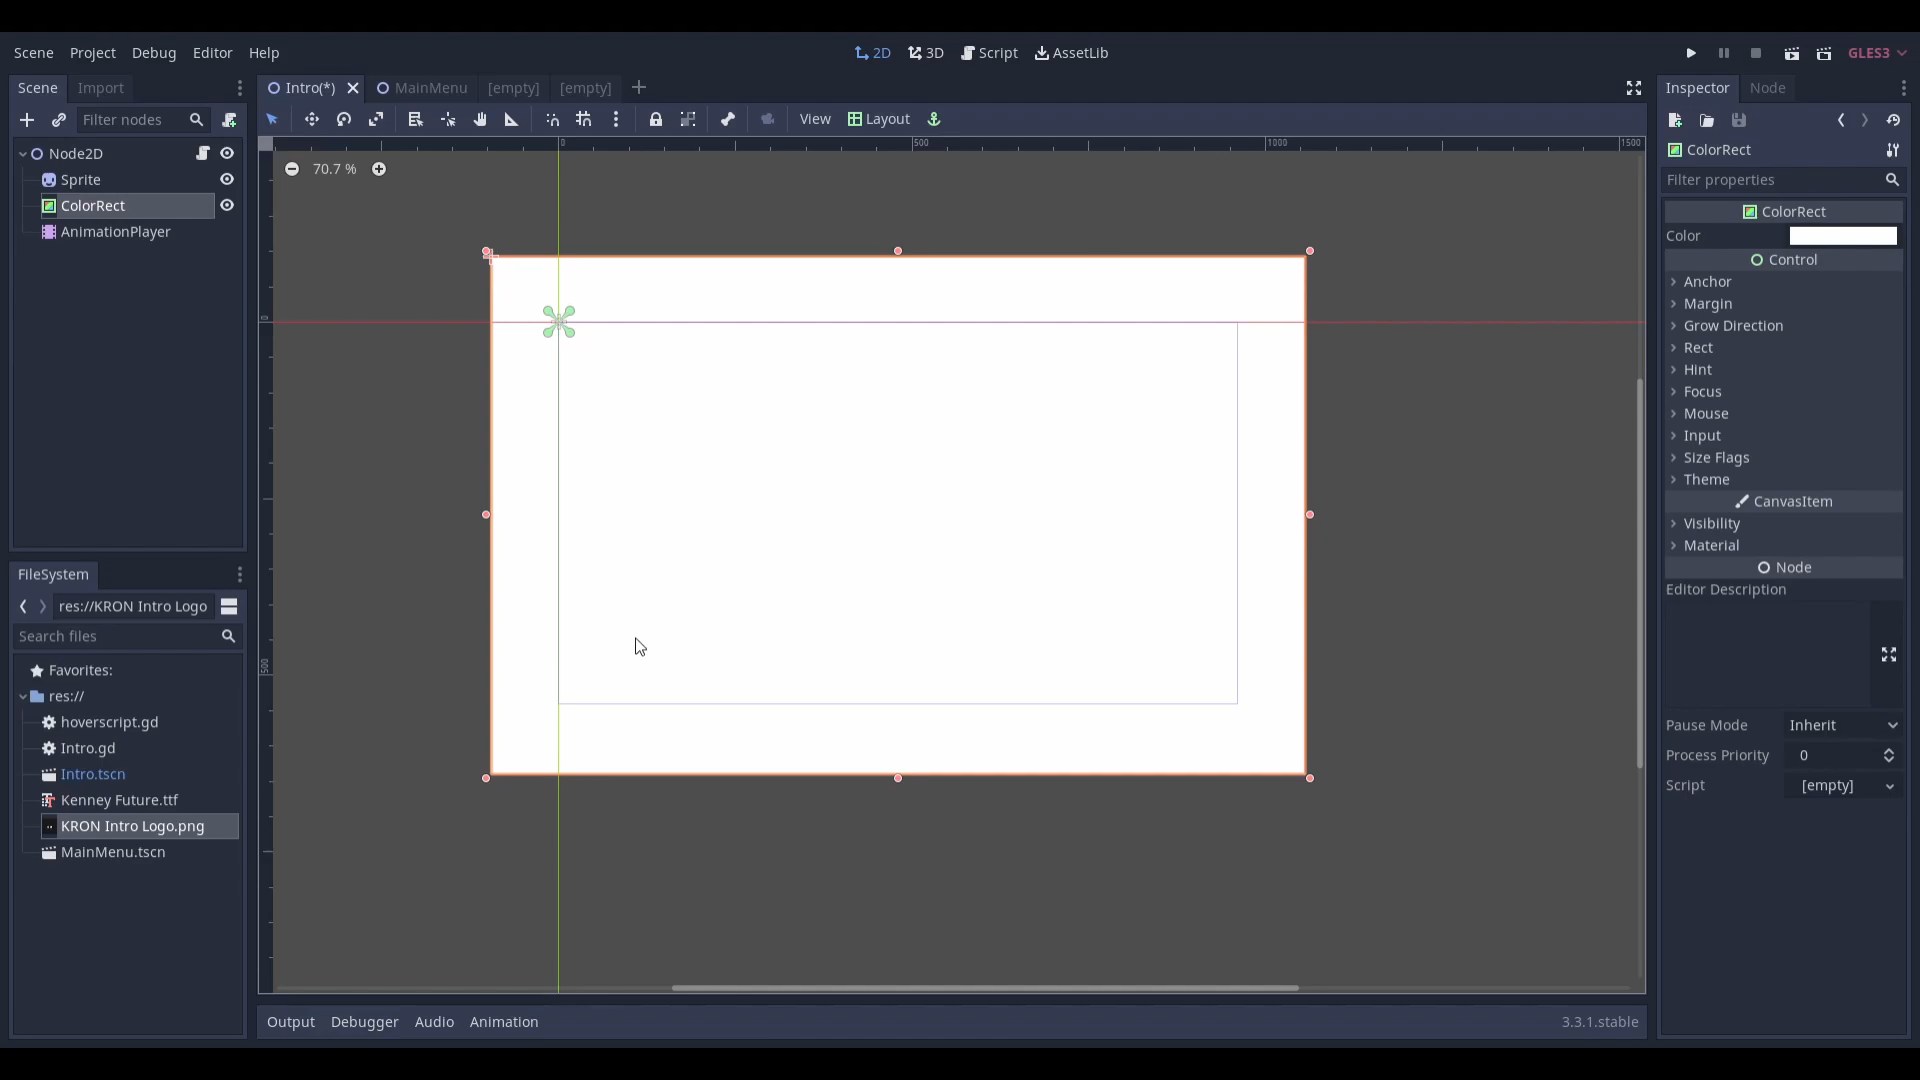 Scene Project Debug Editor Help
2D 3D Script AssetLib
GLES3
Scene Import
Intro(*) MainMenu [empty] [empty]
Inspector Node
Filter nodes
View Layout
Node2D
Sprite
ColorRect
AnimationPlayer
0 500 1000 1500
70.7 %
0
500
ColorRect
Filter properties
ColorRect
Color
Control
Anchor
Margin
Grow Direction
Rect
Hint
Focus
Mouse
Input
Size Flags
Theme
CanvasItem
Visibility
Material
Node
Editor Description
Pause Mode Inherit
Process Priority 0
Script [empty]
FileSystem
res://KRON Intro Logo
Search files
Favorites:
res://
hoverscript.gd
Intro.gd
Intro.tscn
Kenney Future.ttf
KRON Intro Logo.png
MainMenu.tscn
Output Debugger Audio Animation
3.3.1.stable